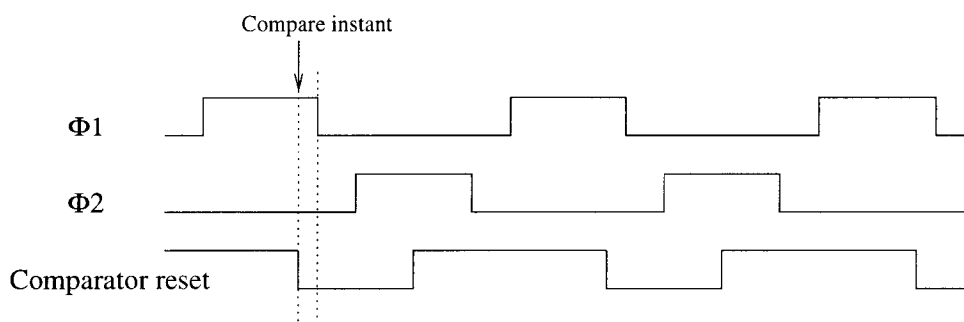 Compare instant
Φ1
Φ2
Comparator reset